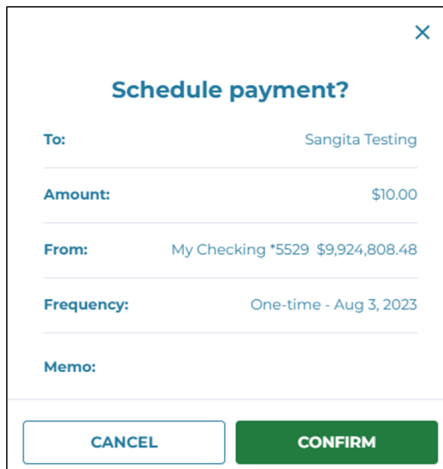 Schedule payment?
To: Sangita Testing
Amount: $10.00
From: My Checking *5529 $9,924,808.48
Frequency: One-time - Aug 3, 2023
Memo:
CANCEL CONFIRM